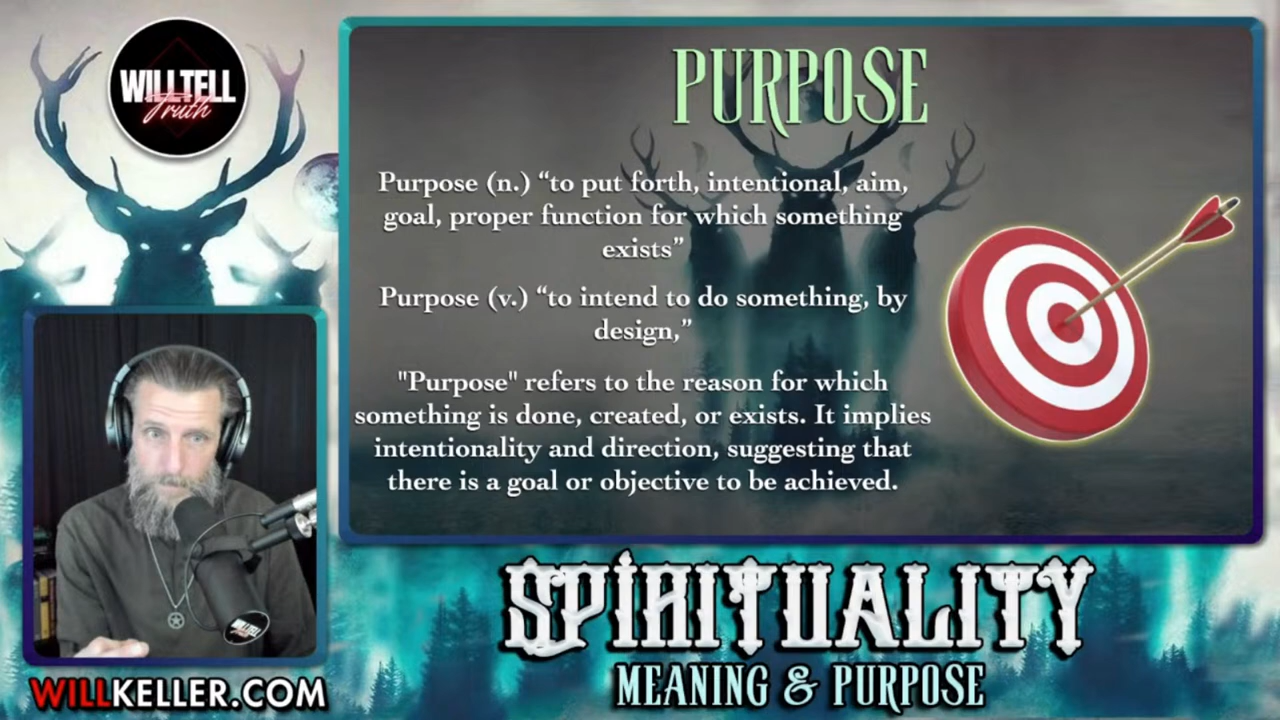 WILLTELL
Truth
PURPOSE
Purpose (n.) “to put forth, intentional, aim,
goal, proper function for which something
exists”
Purpose (v.) “to intend to do something, by
design,”
"Purpose" refers to the reason for which
something is done, created, or exists. It implies
intentionality and direction, suggesting that
there is a goal or objective to be achieved.
WILLTELL
WILLKELLER.COM
SPIRITUALITY
MEANING & PURPOSE